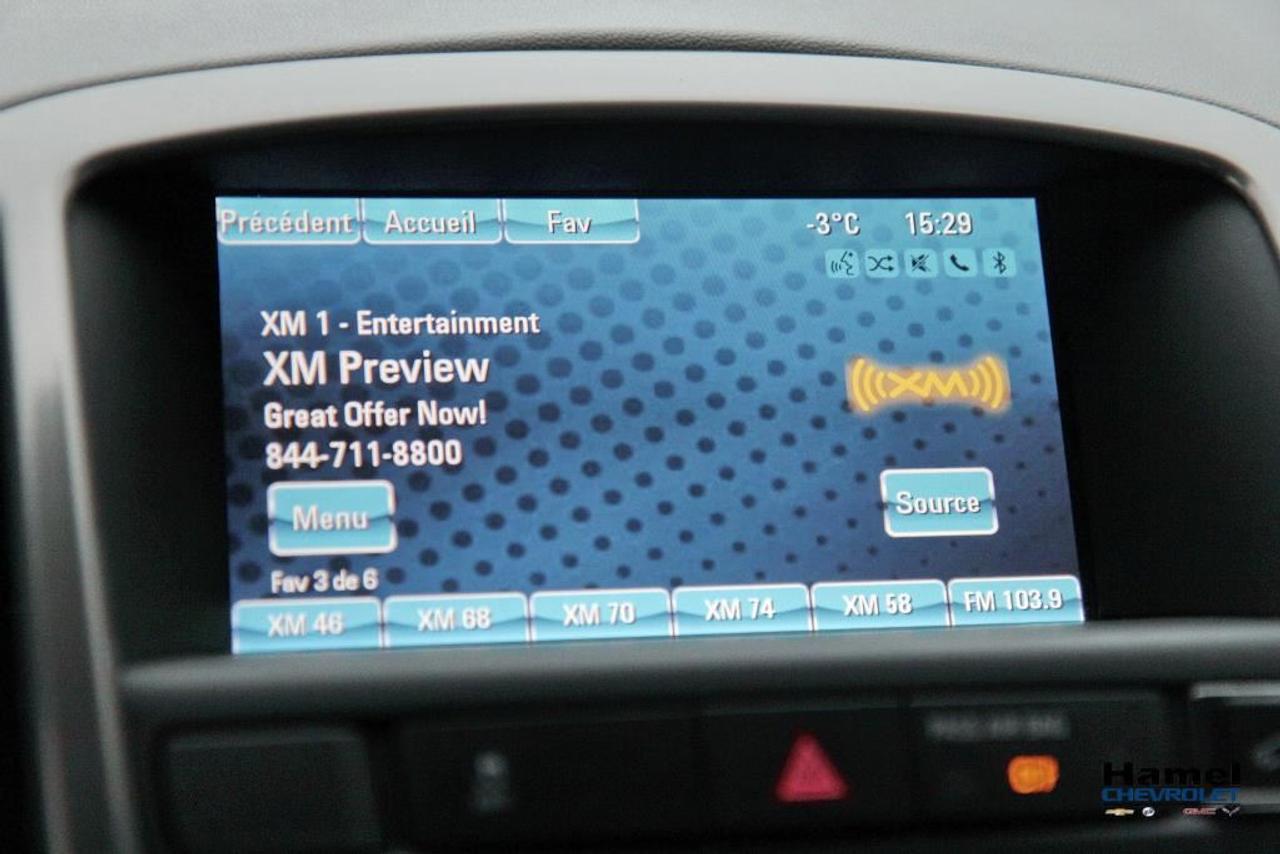 Précédent Accueil Fav -3°C 15:29
XM 1 - Entertainment
XM Preview
Great Offer Now!
844-711-8800
XM
Menu Source
Fav 3 de 6
XM 46 XM 68 XM 70 XM 74 XM 58 FM 103.9
Hamel
CHEVROLET
GMC